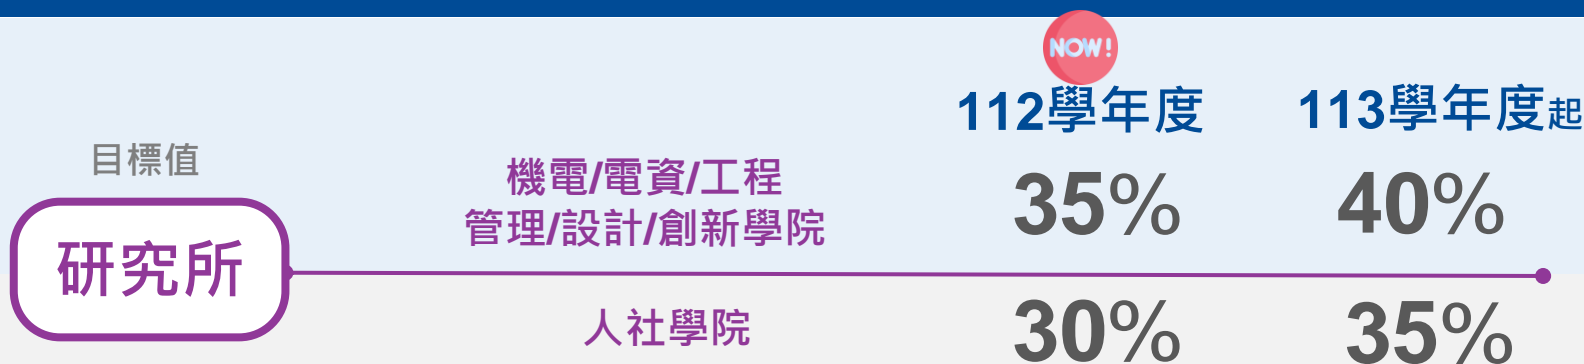 NOW!
112學年度 113學年度起
目標值
機電/電資/工程
管理/設計/創新學院
35% 40%
研究所
人社學院
30% 35%